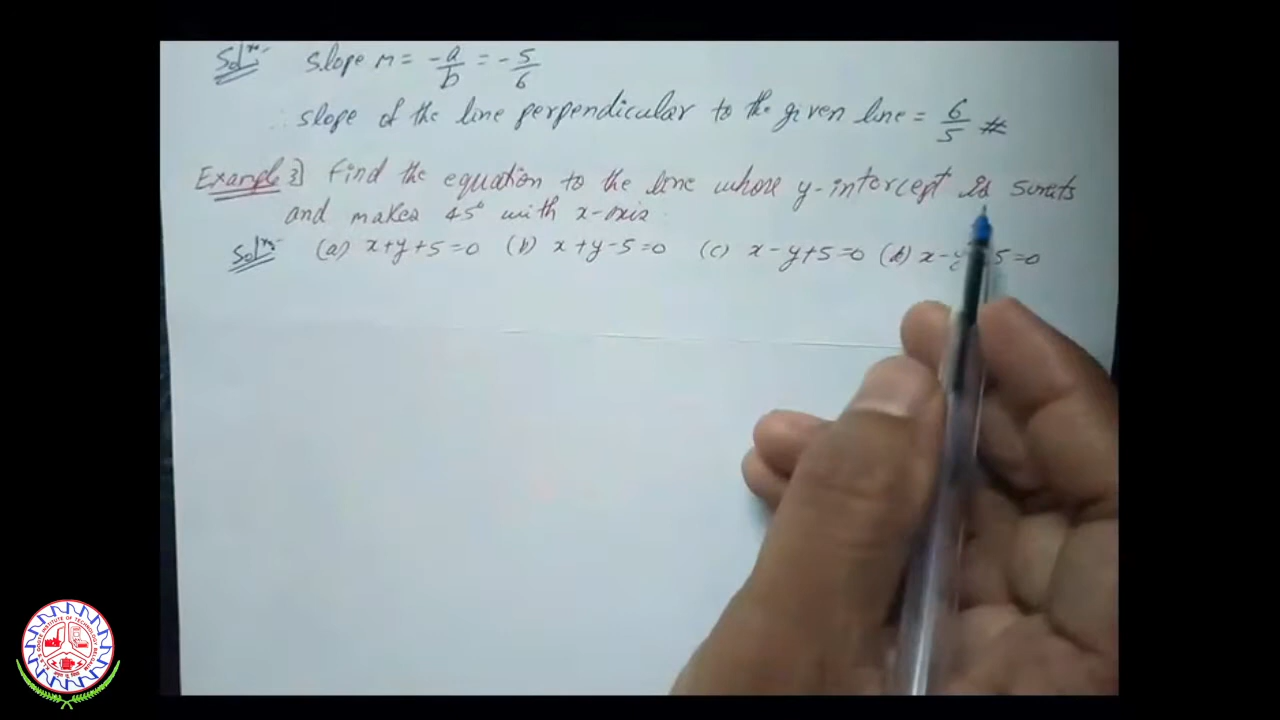 Solⁿ:- Slope m = -a/b = -5/6
∴ slope of the line perpendicular to the given line = 6/5 #
Example 3) Find the equation to the line whose y-intercept is 5units
and makes 45° with x-axis.
Solⁿ:- (a) x+y+5=0 (b) x+y-5=0 (c) x-y+5=0 (d) x-y 5=0